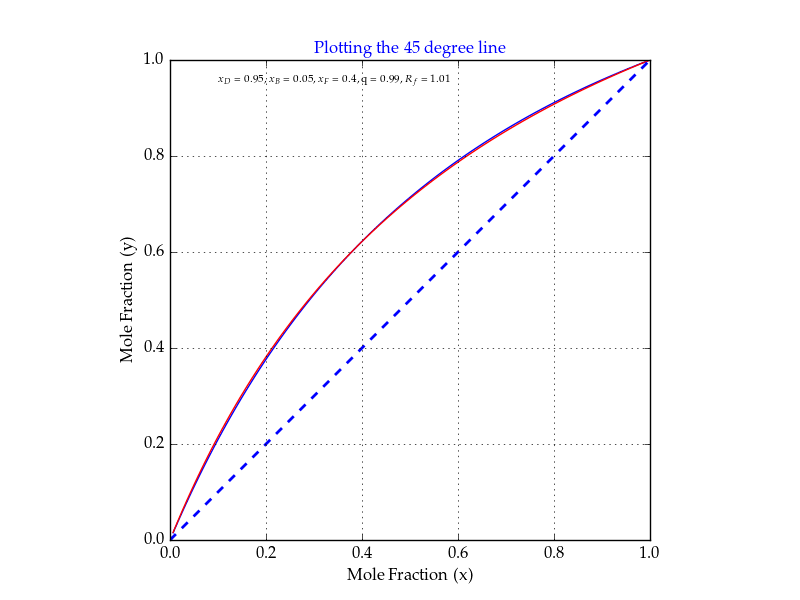 Plotting the 45 degree line
x_D = 0.95, x_B = 0.05, x_F = 0.4, q = 0.99, R_f = 1.01
1.0
0.8
0.6
0.4
0.2
0.0
Mole Fraction (y)
0.0 0.2 0.4 0.6 0.8 1.0
Mole Fraction (x)